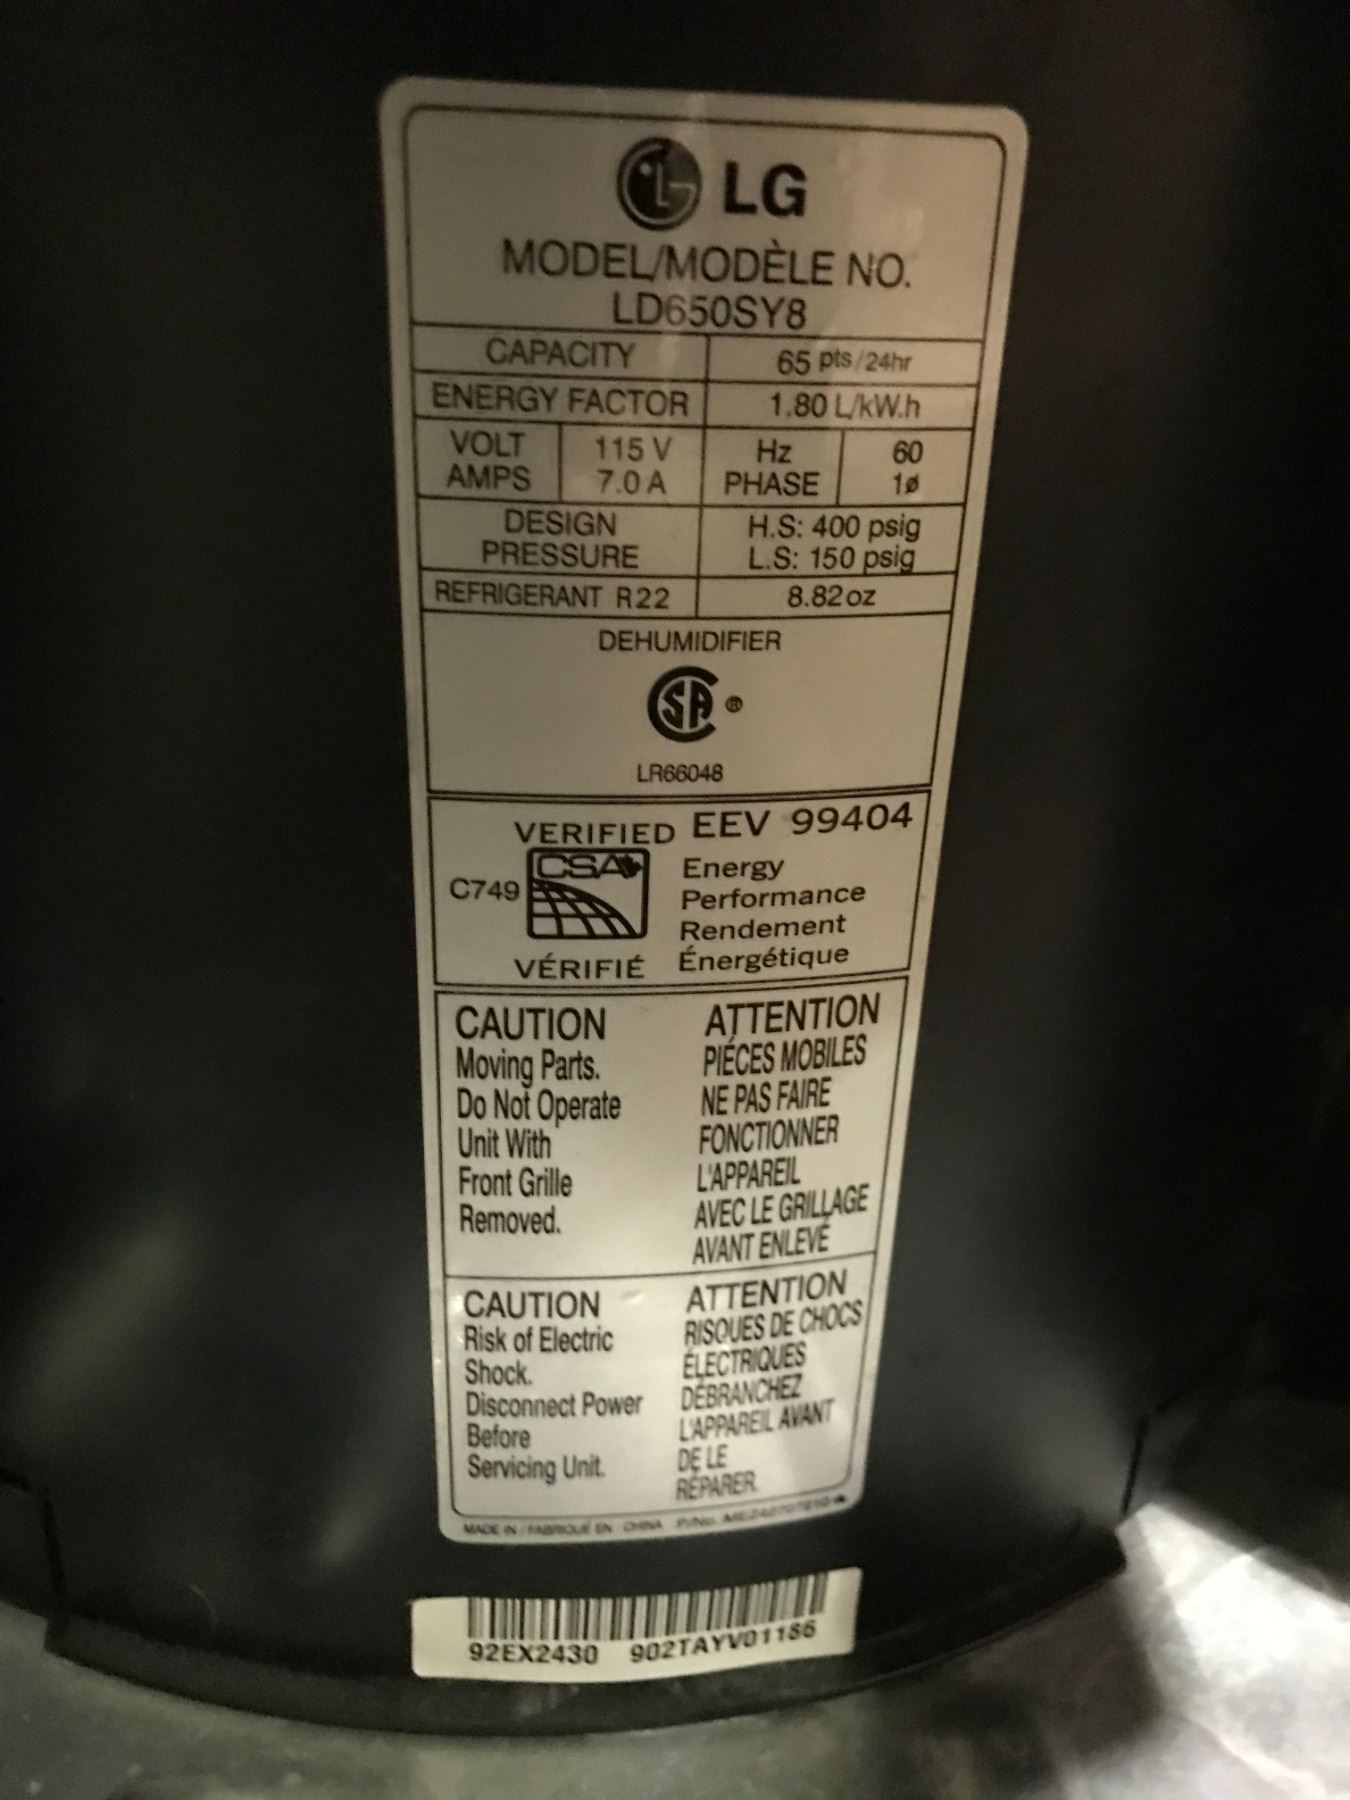 LG
MODEL/MODÈLE NO.
LD650SY8
CAPACITY 65 pts/24hr
ENERGY FACTOR 1.80 L/kW.h
VOLT 115 V Hz 60
AMPS 7.0 A PHASE 1ø
DESIGN PRESSURE H.S: 400 psig
L.S: 150 psig
REFRIGERANT R22 8.82 oz
DEHUMIDIFIER
SA ®
LR66048
VERIFIED EEV 99404
C749 CSA Energy
Performance
Rendement
VÉRIFIÉ Énergétique
CAUTION
Moving Parts.
Do Not Operate
Unit With
Front Grille
Removed.
ATTENTION
PIÉCES MOBILES
NE PAS FAIRE
FONCTIONNER
L'APPAREIL
AVEC LE GRILLAGE
AVANT ENLEVÉ
CAUTION
Risk of Electric
Shock.
Disconnect Power
Before
Servicing Unit.
ATTENTION
RISQUES DE CHOCS
ÉLECTRIQUES
DÉBRANCHEZ
L'APPAREIL AVANT
DE LE
RÉPARER.
MADE IN / FABRIQUÉ EN CHINA P/No.
92EX2430 902TAYV01186